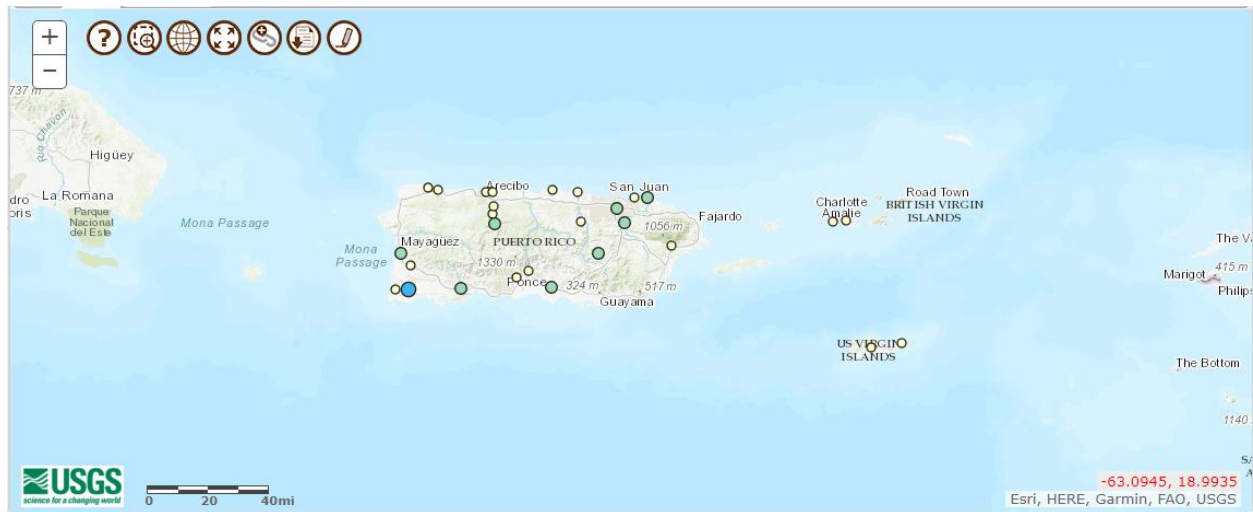 +
−
?
737 m
Rio Chavon
Higüey
La Romana
dro
oris
Parque
Nacional
del Este
Mona Passage
Mona
Passage
Arecibo
San Juan
Fajardo
1056 m
Mayagüez
PUERTO RICO
1330 m
Ponce
324 m
517 m
Guayama
Charlotte
Amalie
Road Town
BRITISH VIRGIN
ISLANDS
US VIRGIN
ISLANDS
The Va
415 m
Marigot
Philips
The Bottom
1140
S/
A
USGS
science for a changing world
0 20 40mi
-63.0945, 18.9935
Esri, HERE, Garmin, FAO, USGS